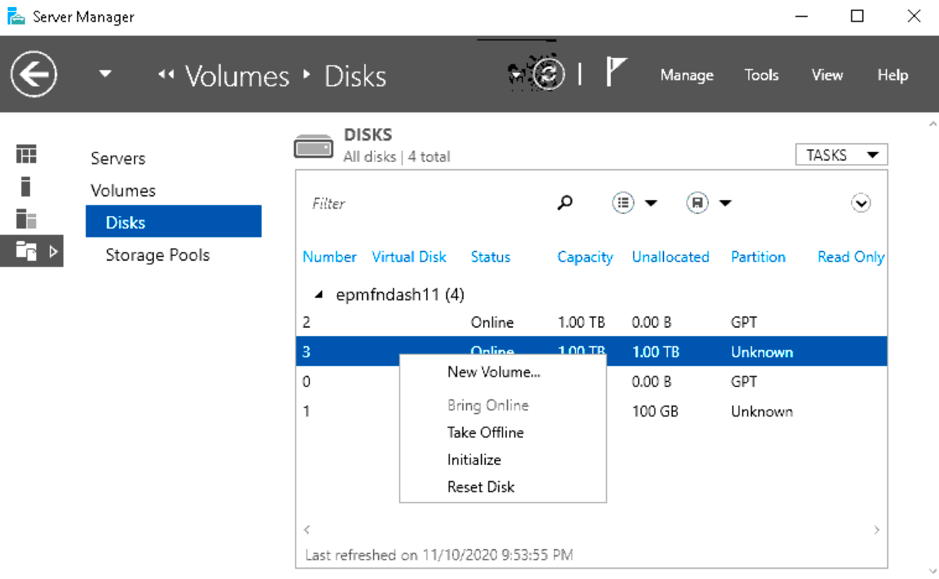 Server Manager
Volumes Disks
Manage Tools View Help
Servers
Volumes
Disks
Storage Pools
DISKS
All disks | 4 total
TASKS
Filter
Number Virtual Disk Status Capacity Unallocated Partition Read Only
epmfndash11 (4)
2 Online 1.00 TB 0.00 B GPT
3 Online 1.00 TB 1.00 TB Unknown
0 0.00 B GPT
1 100 GB Unknown
New Volume...
Bring Online
Take Offline
Initialize
Reset Disk
Last refreshed on 11/10/2020 9:53:55 PM